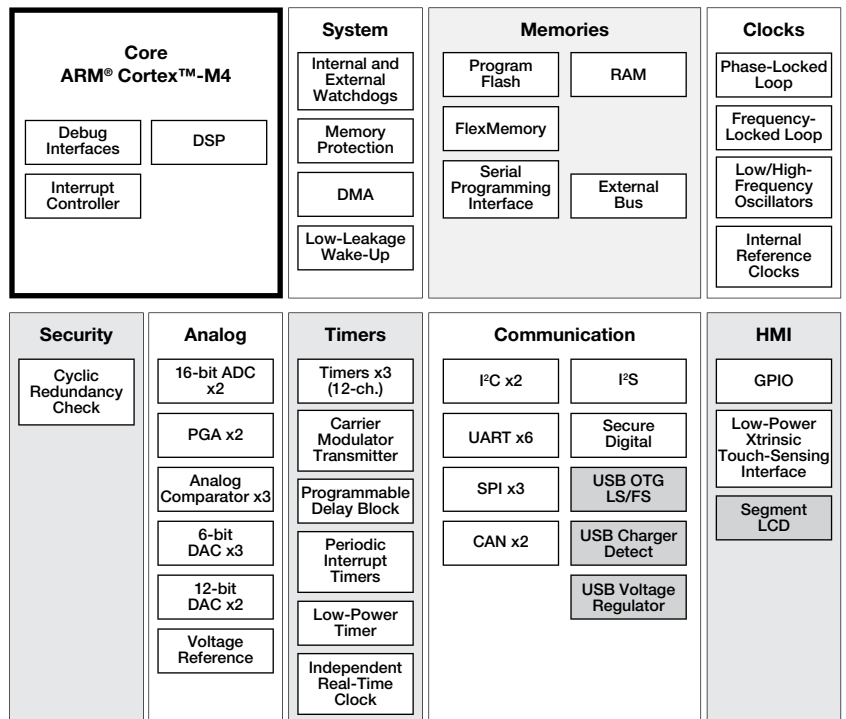 Core
ARM® Cortex™-M4
Debug
Interfaces
DSP
Interrupt
Controller
System
Internal and
External
Watchdogs
Memory
Protection
DMA
Low-Leakage
Wake-Up
Memories
Program
Flash
RAM
FlexMemory
Serial
Programming
Interface
External
Bus
Clocks
Phase-Locked
Loop
Frequency-
Locked Loop
Low/High-
Frequency
Oscillators
Internal
Reference
Clocks
Security
Cyclic
Redundancy
Check
Analog
16-bit ADC
x2
PGA x2
Analog
Comparator x3
6-bit
DAC x3
12-bit
DAC x2
Voltage
Reference
Timers
Timers x3
(12-ch.)
Carrier
Modulator
Transmitter
Programmable
Delay Block
Periodic
Interrupt
Timers
Low-Power
Timer
Independent
Real-Time
Clock
Communication
I²C x2
I²S
UART x6
Secure
Digital
SPI x3
USB OTG
LS/FS
CAN x2
USB Charger
Detect
USB Voltage
Regulator
HMI
GPIO
Low-Power
Xtrinsic
Touch-Sensing
Interface
Segment
LCD